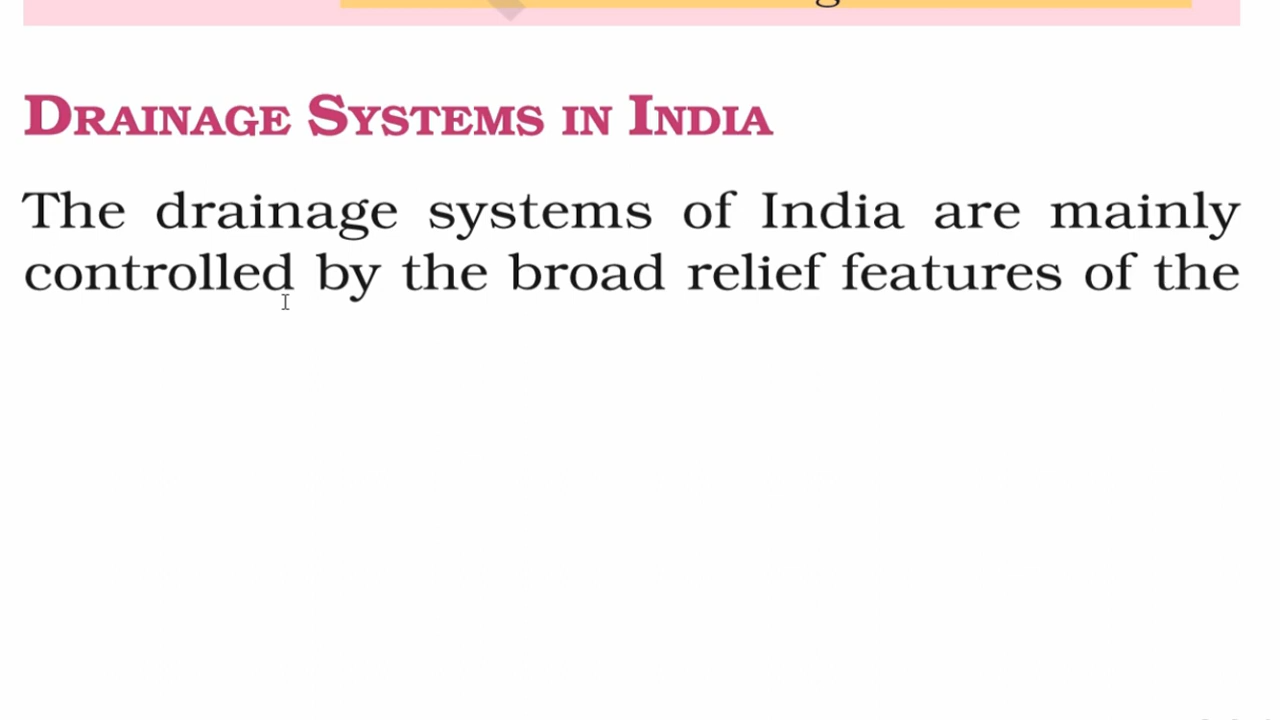 DRAINAGE SYSTEMS IN INDIA
The drainage systems of India are mainly
controlled by the broad relief features of the